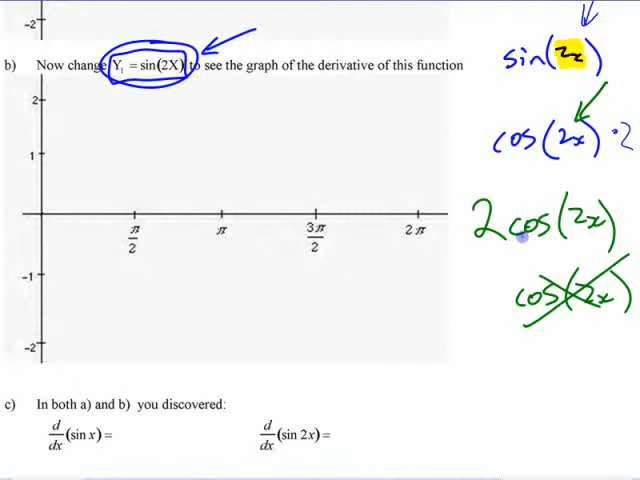 -2
b) Now change Y₁ = sin(2X) to see the graph of the derivative of this function
sin(2x)
2
cos(2x)·2
1
2cos(2x)
π/2 π 3π/2 2π
-1
cos(2x)
-2
c) In both a) and b) you discovered:
d/dx (sin x) = d/dx (sin 2x) =